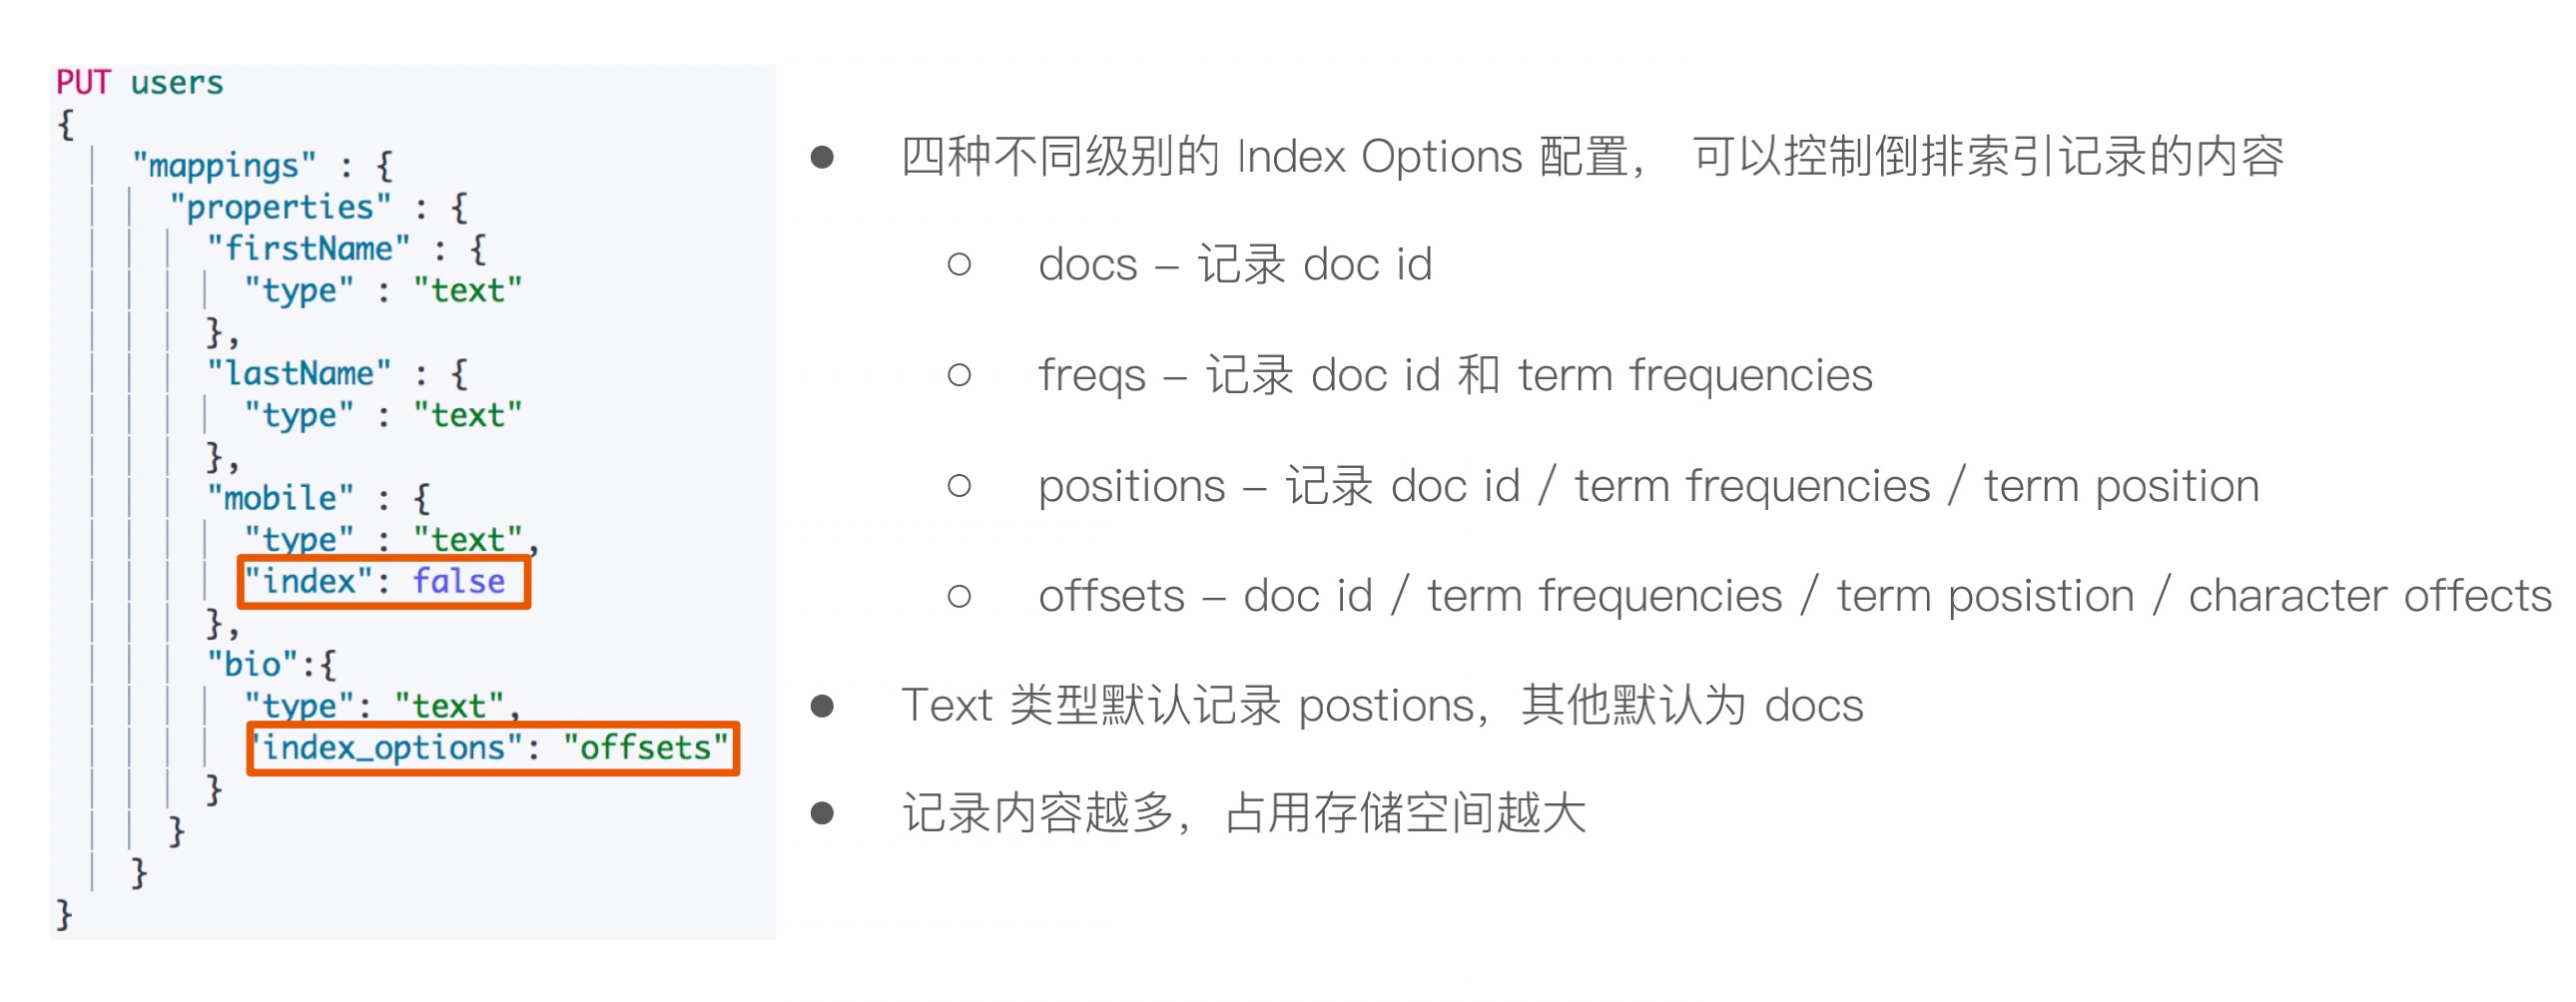 PUT users
{
"mappings" : {
"properties" : {
"firstName" : {
"type" : "text"
},
"lastName" : {
"type" : "text"
},
"mobile" : {
"type" : "text",
"index": false
},
"bio":{
"type": "text",
"index_options": "offsets"
}
}
}
}
● 四种不同级别的 Index Options 配置， 可以控制倒排索引记录的内容
○ docs – 记录 doc id
○ freqs – 记录 doc id 和 term frequencies
○ positions – 记录 doc id / term frequencies / term position
○ offsets – doc id / term frequencies / term posistion / character offects
● Text 类型默认记录 postions，其他默认为 docs
● 记录内容越多，占用存储空间越大